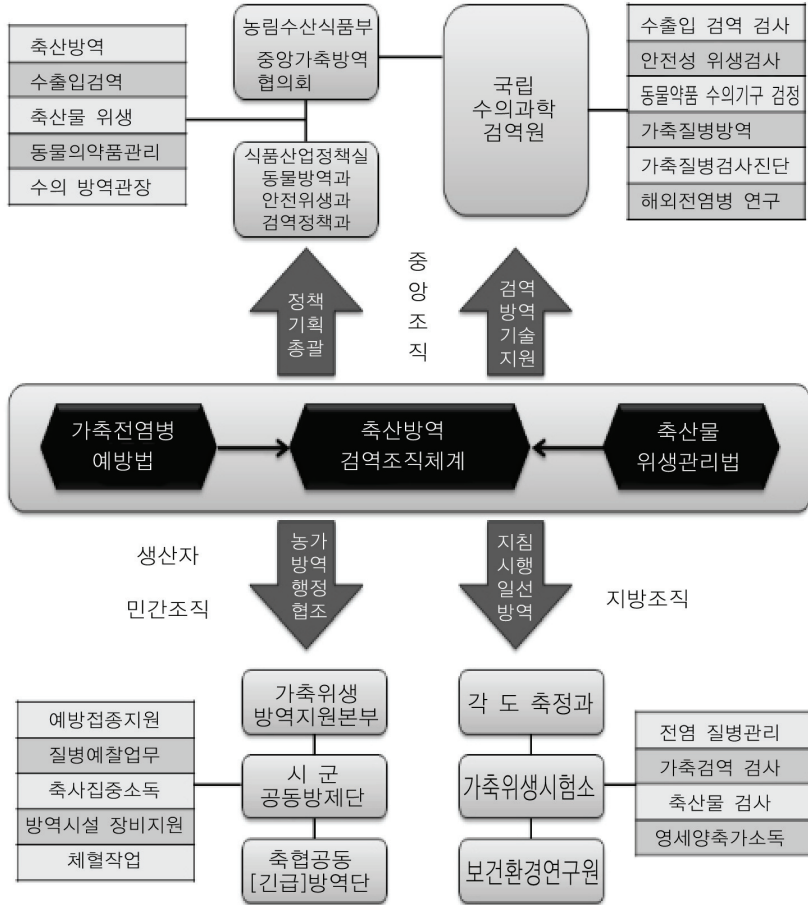 축산방역
수출입검역
축산물 위생
동물의약품관리
수의 방역관장
농림수산식품부
중앙가축방역
협의회
식품산업정책실
동물방역과
안전위생과
검역정책과
국립
수의과학
검역원
수출입 검역 검사
안전성 위생검사
동물약품 수의기구 검정
가축질병방역
가축질병검사진단
해외전염병 연구
정책
기획
총괄
중
앙
조
직
검역
방역
기술
지원
가축전염병
예방법
축산방역
검역조직체계
축산물
위생관리법
생산자
민간조직
농가
방역
행정
협조
지침
시행
일선
방역
지방조직
예방접종지원
질병예찰업무
축사집중소독
방역시설 장비지원
체혈작업
가축위생
방역지원본부
시 군
공동방제단
축협공동
[긴급]방역단
각 도 축정과
가축위생시험소
보건환경연구원
전염 질병관리
가축검역 검사
축산물 검사
영세양축가소독